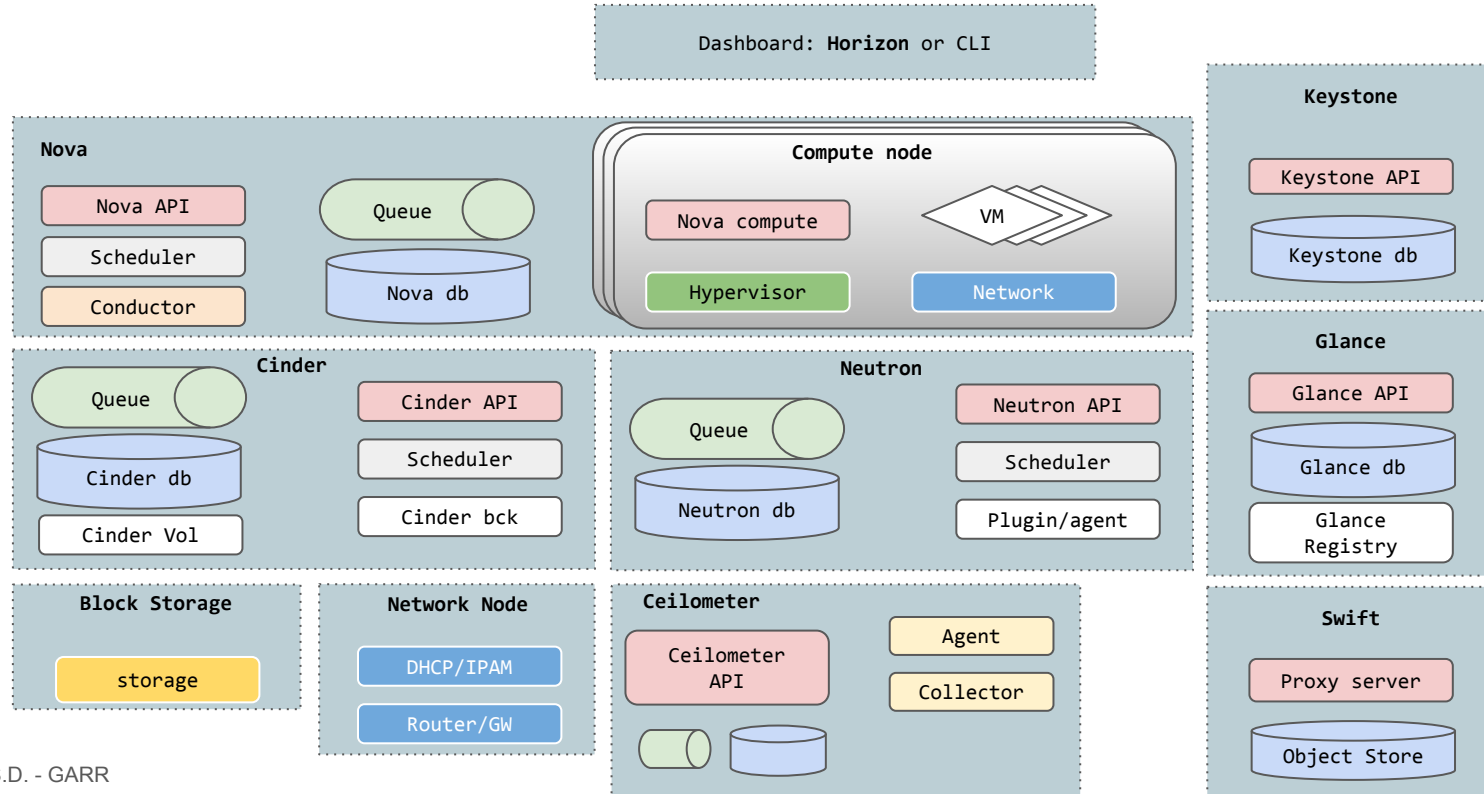 Dashboard: Horizon or CLI
Nova
Nova API
Scheduler
Conductor
Queue
Nova db
Compute node
Nova compute
VM
Hypervisor
Network
Keystone
Keystone API
Keystone db
Cinder
Queue
Cinder db
Cinder Vol
Cinder API
Scheduler
Cinder bck
Neutron
Queue
Neutron db
Neutron API
Scheduler
Plugin/agent
Glance
Glance API
Glance db
Glance
Registry
Block Storage
storage
Network Node
DHCP/IPAM
Router/GW
Ceilometer
Ceilometer
API
Agent
Collector
Swift
Proxy server
Object Store
.D. - GARR